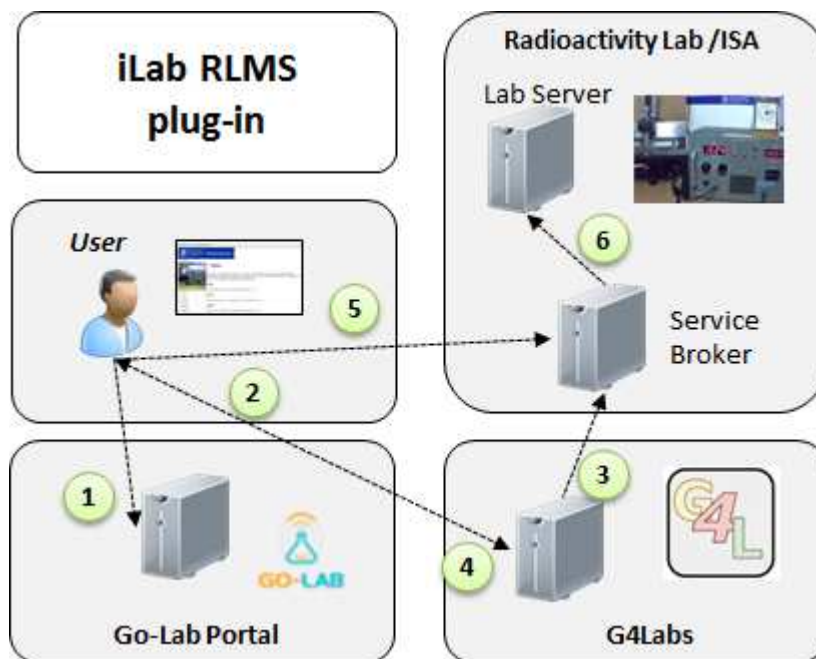 iLab RLMS
plug-in
Radioactivity Lab /ISA
Lab Server
6
User
5
Service
Broker
2
1
3
G4L
4
GO-LAB
Go-Lab Portal
G4Labs